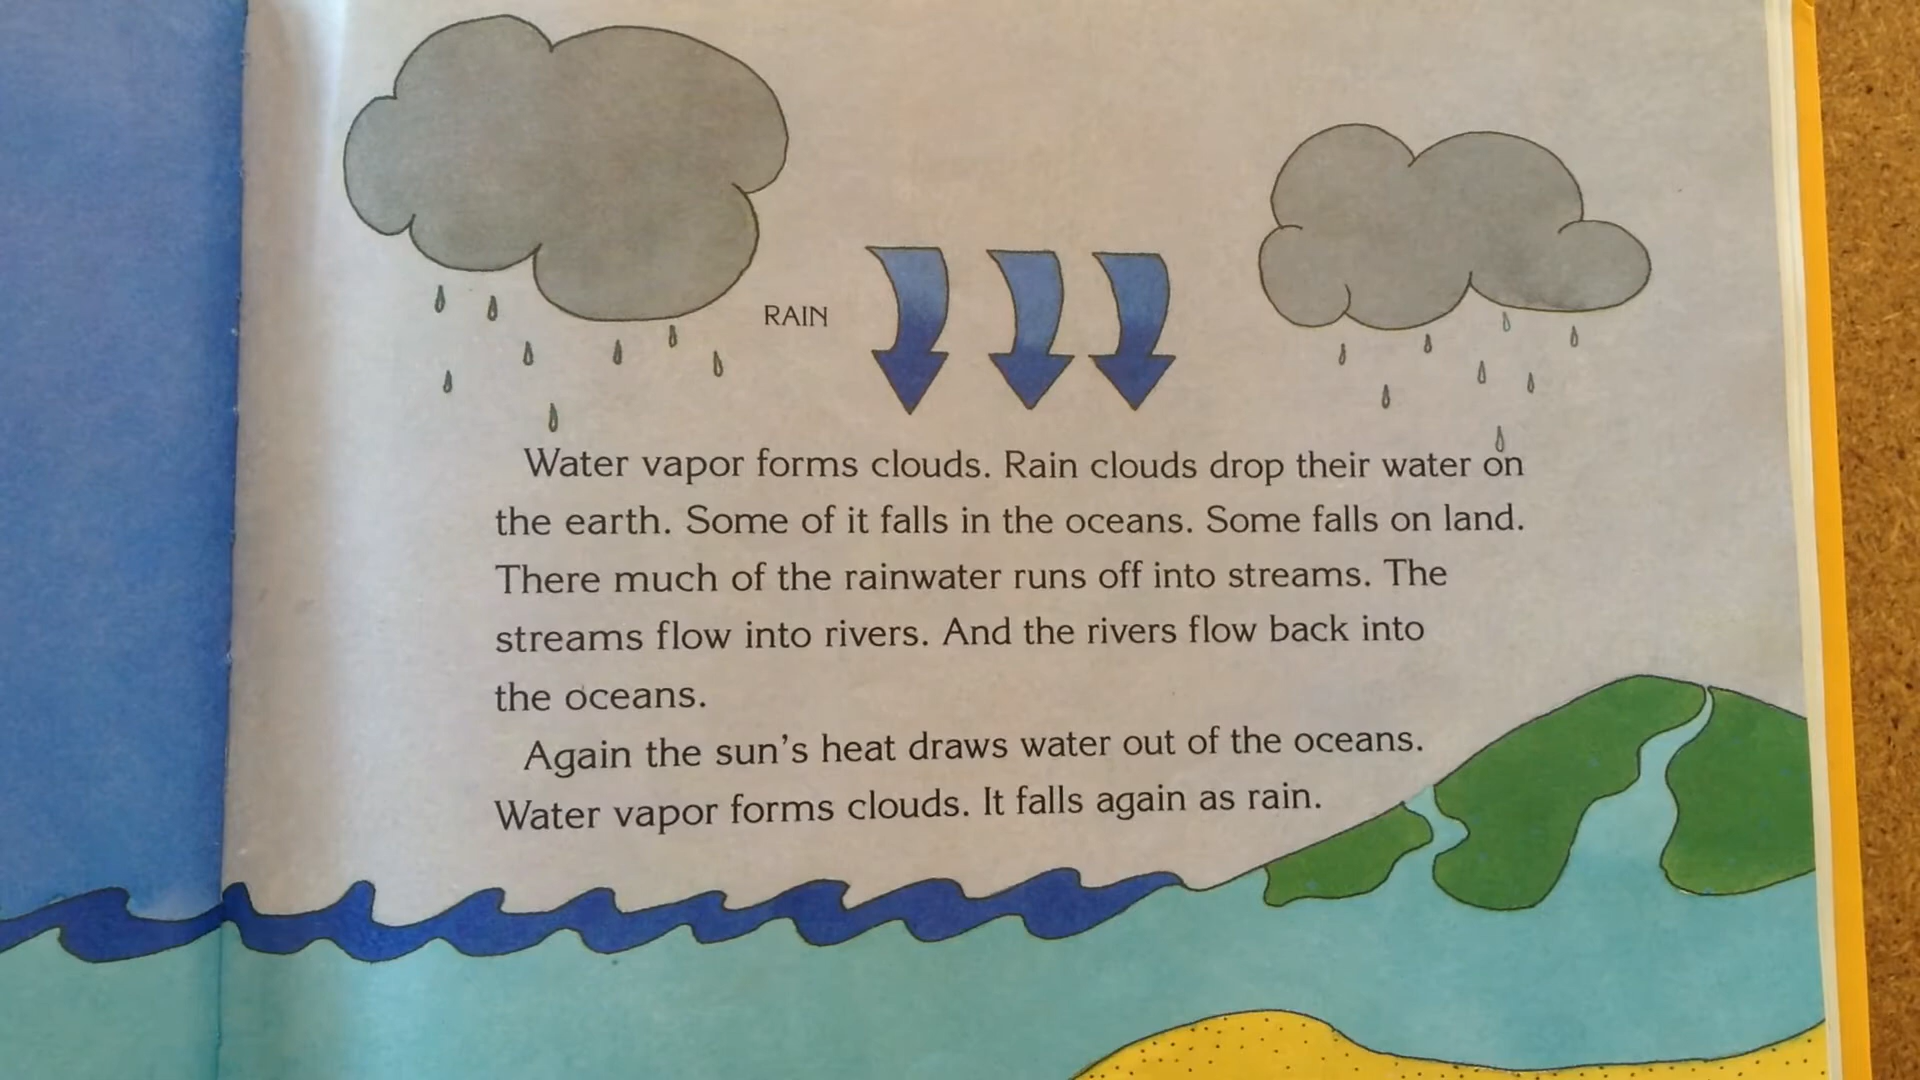 RAIN
Water vapor forms clouds. Rain clouds drop their water on
the earth. Some of it falls in the oceans. Some falls on land.
There much of the rainwater runs off into streams. The
streams flow into rivers. And the rivers flow back into
the oceans.
Again the sun's heat draws water out of the oceans.
Water vapor forms clouds. It falls again as rain.